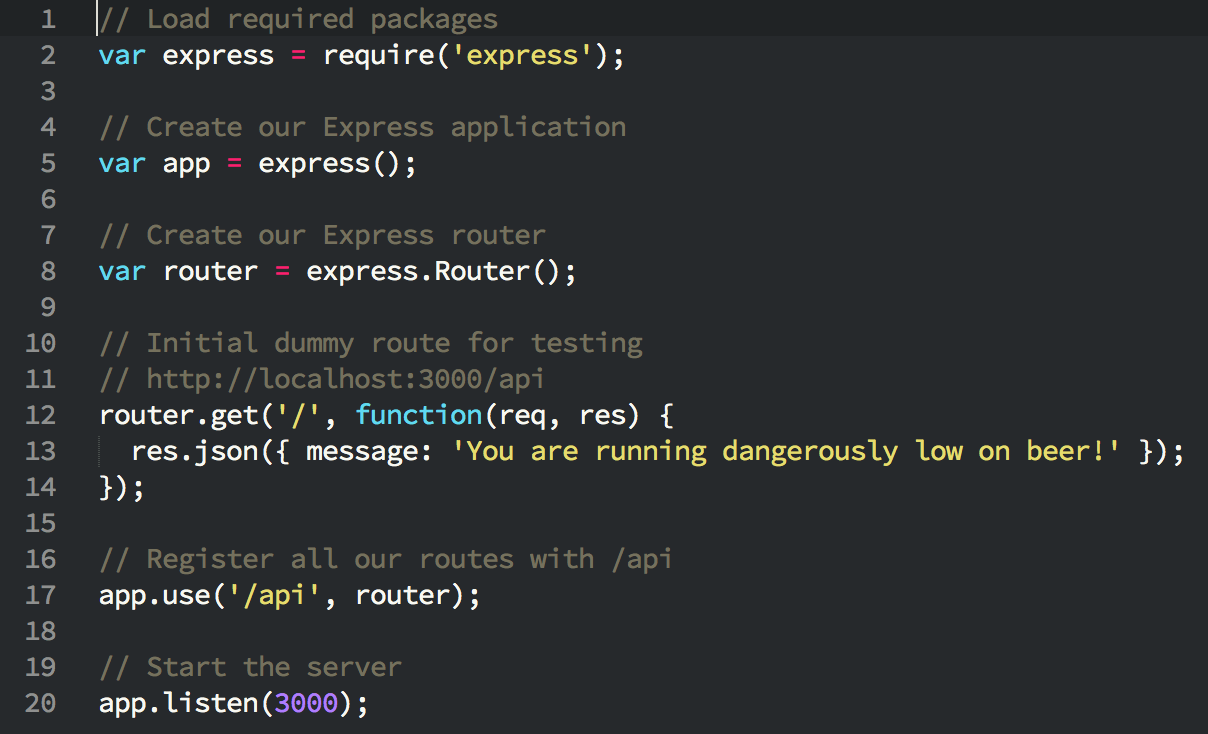 1 // Load required packages
2 var express = require('express');
3
4 // Create our Express application
5 var app = express();
6
7 // Create our Express router
8 var router = express.Router();
9
10 // Initial dummy route for testing
11 // http://localhost:3000/api
12 router.get('/', function(req, res) {
13   res.json({ message: 'You are running dangerously low on beer!' });
14 });
15
16 // Register all our routes with /api
17 app.use('/api', router);
18
19 // Start the server
20 app.listen(3000);